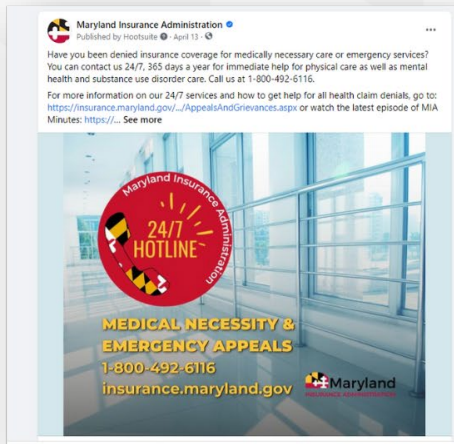 Maryland Insurance Administration
Published by Hootsuite · April 13 ·
Have you been denied insurance coverage for medically necessary care or emergency services?
You can contact us 24/7, 365 days a year for immediate help for physical care as well as mental
health and substance use disorder care. Call us at 1-800-492-6116.
For more information on our 24/7 services and how to get help for all health claim denials, go to:
https://insurance.maryland.gov/.../AppealsAndGrievances.aspx or watch the latest episode of MIA
Minutes: https://... See more
Maryland Insurance Administration
24/7
HOTLINE
MEDICAL NECESSITY &
EMERGENCY APPEALS
1-800-492-6116
insurance.maryland.gov
Maryland
INSURANCE ADMINISTRATION